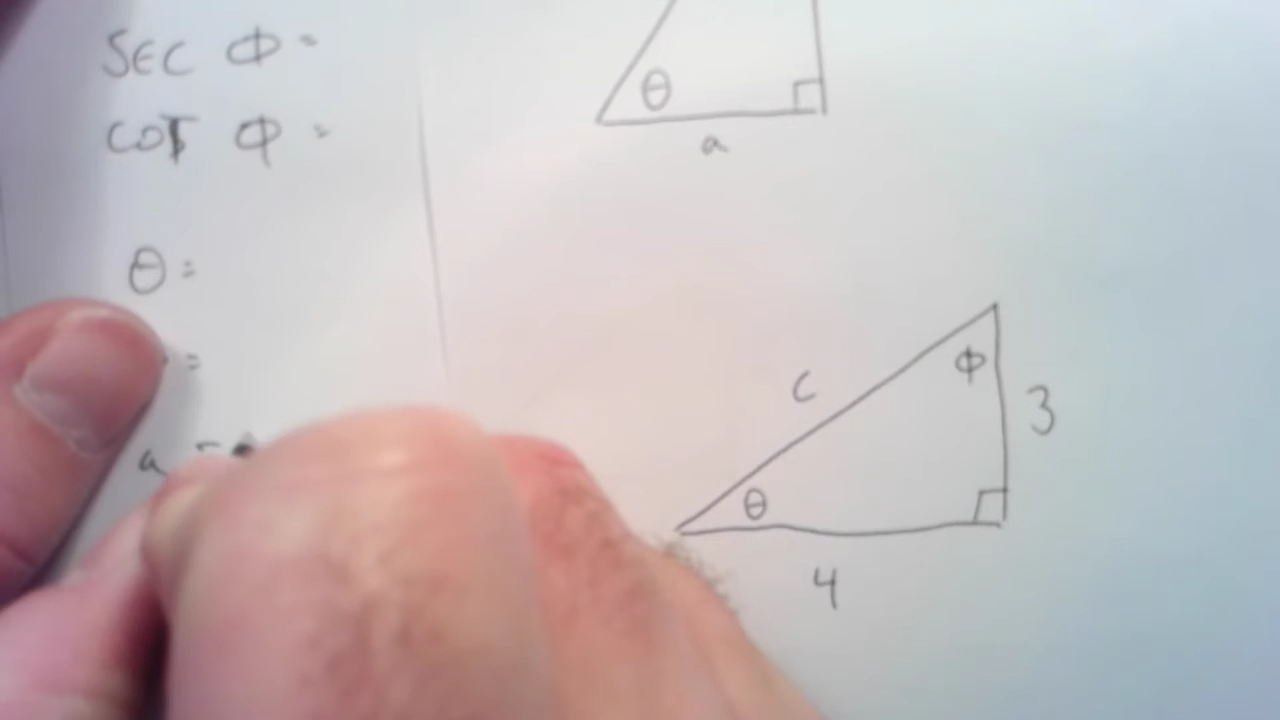 SEC Φ =
COT Φ =
θ =
=
a =
θ
a
c
Φ
3
θ
4